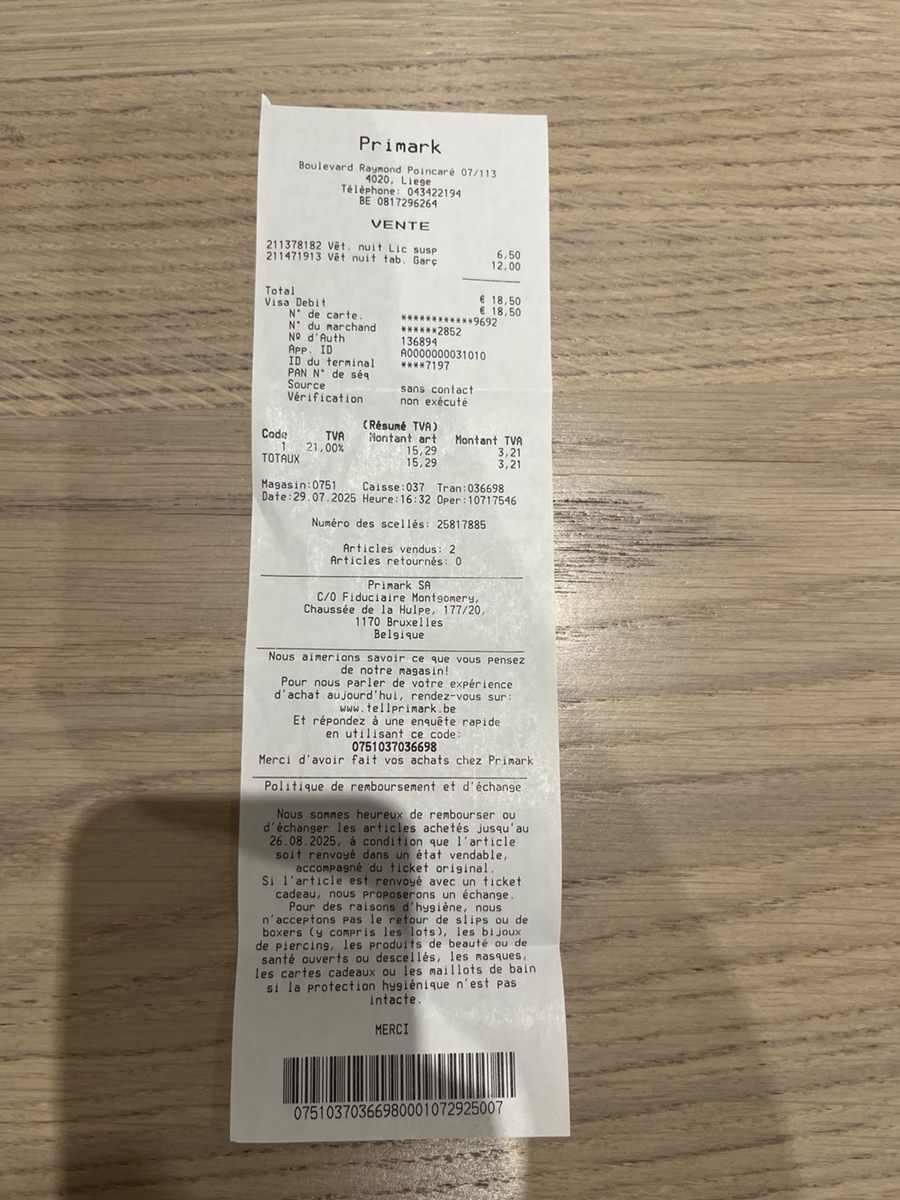 Primark
Boulevard Raymond Poincaré 07/113
4020, Liege
Téléphone: 043422194
BE 0817296264
VENTE
211378182 Vêt. nuit Lic susp 6,50
211471913 Vêt nuit tab. Garç 12,00
Total € 18,50
Visa Debit € 18,50
N° de carte. ************9692
N° du marchand ******2852
Nº d'Auth 136894
App. ID A0000000031010
ID du terminal ****7197
PAN N° de séq
Source sans contact
Vérification non exécuté
(Résumé TVA)
Code TVA Montant art Montant TVA
1 21,00% 15,29 3,21
TOTAUX 15,29 3,21
Magasin:0751 Caisse:037 Tran:036698
Date:29.07.2025 Heure:16:32 Oper:10717546
Numéro des scellés: 25817885
Articles vendus: 2
Articles retournés: 0
Primark SA
C/O Fiduciaire Montgomery,
Chaussée de la Hulpe, 177/20,
1170 Bruxelles
Belgique
Nous aimerions savoir ce que vous pensez
de notre magasin!
Pour nous parler de votre expérience
d'achat aujourd'hui, rendez-vous sur:
www.tellprimark.be
Et répondez à une enquête rapide
en utilisant ce code:
0751037036698
Merci d'avoir fait vos achats chez Primark
Politique de remboursement et d'échange
Nous sommes heureux de rembourser ou
d'échanger les articles achetés jusqu'au
26.08.2025, à condition que l'article
soit renvoyé dans un état vendable,
accompagné du ticket original.
Si l'article est renvoyé avec un ticket
cadeau, nous proposerons un échange.
Pour des raisons d'hygiène, nous
n'acceptons pas le retour de slips ou de
boxers (y compris les lots), les bijoux
de piercing, les produits de beauté ou de
santé ouverts ou descellés, les masques,
les cartes cadeaux ou les maillots de bain
si la protection hygiénique n'est pas
intacte.
MERCI
07510370366980001072925007